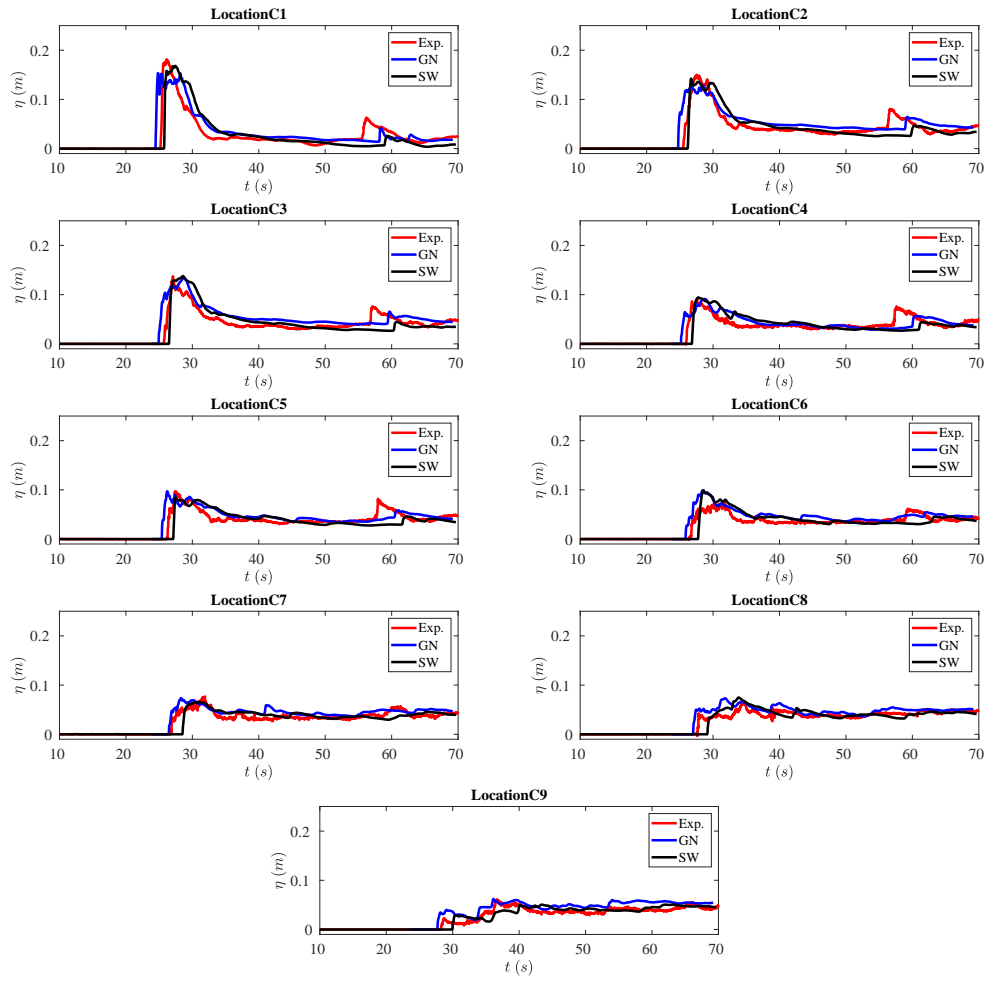 LocationC1
0.2
0.1
0
η (m)
Exp.
GN
SW
10 20 30 40 50 60 70
t (s)
LocationC2
0.2
0.1
0
η (m)
Exp.
GN
SW
10 20 30 40 50 60 70
t (s)
LocationC3
0.2
0.1
0
η (m)
Exp.
GN
SW
10 20 30 40 50 60 70
t (s)
LocationC4
0.2
0.1
0
η (m)
Exp.
GN
SW
10 20 30 40 50 60 70
t (s)
LocationC5
0.2
0.1
0
η (m)
Exp.
GN
SW
10 20 30 40 50 60 70
t (s)
LocationC6
0.2
0.1
0
η (m)
Exp.
GN
SW
10 20 30 40 50 60 70
t (s)
LocationC7
0.2
0.1
0
η (m)
Exp.
GN
SW
10 20 30 40 50 60 70
t (s)
LocationC8
0.2
0.1
0
η (m)
Exp.
GN
SW
10 20 30 40 50 60 70
t (s)
LocationC9
0.2
0.1
0
η (m)
Exp.
GN
SW
10 20 30 40 50 60 70
t (s)